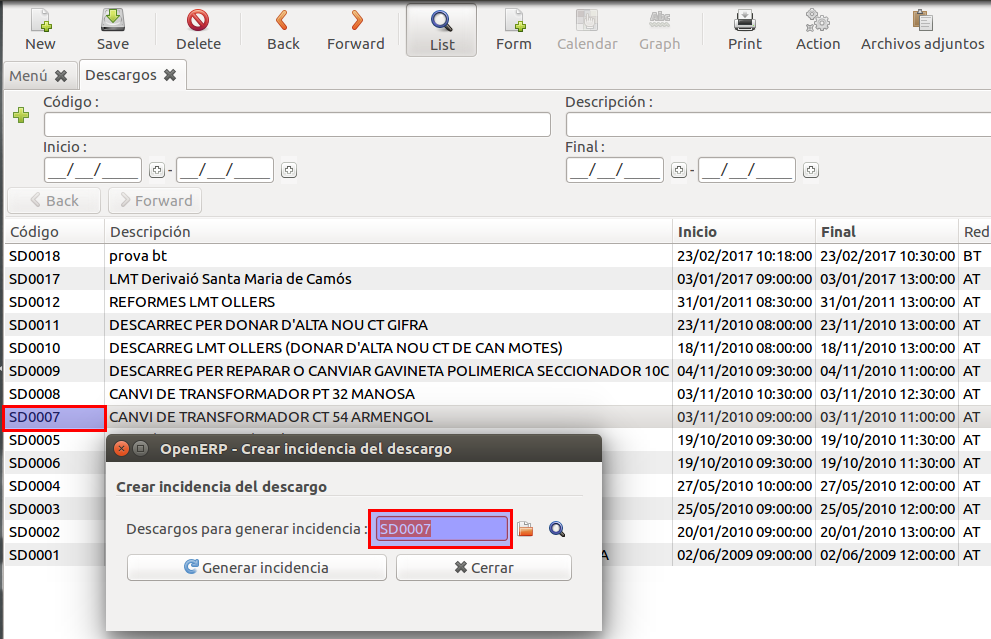 New Save Delete Back Forward List Form Calendar Graph Print Action Archivos adjuntos
Menú Descargos
Código : Descripción :
Inicio : Final :
__/__/____ - __/__/____ __/__/____ - __/__/____
Back Forward
Código Descripción Inicio Final Red
SD0018 prova bt 23/02/2017 10:18:00 23/02/2017 10:30:00 BT
SD0017 LMT Derivaió Santa Maria de Camós 03/01/2017 09:00:00 03/01/2017 13:00:00 AT
SD0012 REFORMES LMT OLLERS 31/01/2011 08:30:00 31/01/2011 13:00:00 AT
SD0011 DESCARREC PER DONAR D'ALTA NOU CT GIFRA 23/11/2010 08:00:00 23/11/2010 13:00:00 AT
SD0010 DESCARREG LMT OLLERS (DONAR D'ALTA NOU CT DE CAN MOTES) 18/11/2010 08:00:00 18/11/2010 13:00:00 AT
SD0009 DESCARREG PER REPARAR O CANVIAR GAVINETA POLIMERICA SECCIONADOR 10C 04/11/2010 09:30:00 04/11/2010 11:00:00 AT
SD0008 CANVI DE TRANSFORMADOR PT 32 MANOSA 03/11/2010 10:30:00 03/11/2010 12:30:00 AT
SD0007 CANVI DE TRANSFORMADOR CT 54 ARMENGOL 03/11/2010 09:00:00 03/11/2010 11:00:00 AT
SD0005 19/10/2010 09:30:00 19/10/2010 11:30:00 AT
SD0006 19/10/2010 09:30:00 19/10/2010 11:30:00 AT
SD0004 27/05/2010 10:00:00 27/05/2010 12:00:00 AT
SD0003 25/05/2010 09:00:00 25/05/2010 12:00:00 AT
SD0002 20/01/2010 09:00:00 20/01/2010 13:00:00 AT
SD0001 A 02/06/2009 09:00:00 02/06/2009 12:00:00 AT
OpenERP - Crear incidencia del descargo
Crear incidencia del descargo
Descargos para generar incidencia : SD0007
Generar incidencia Cerrar